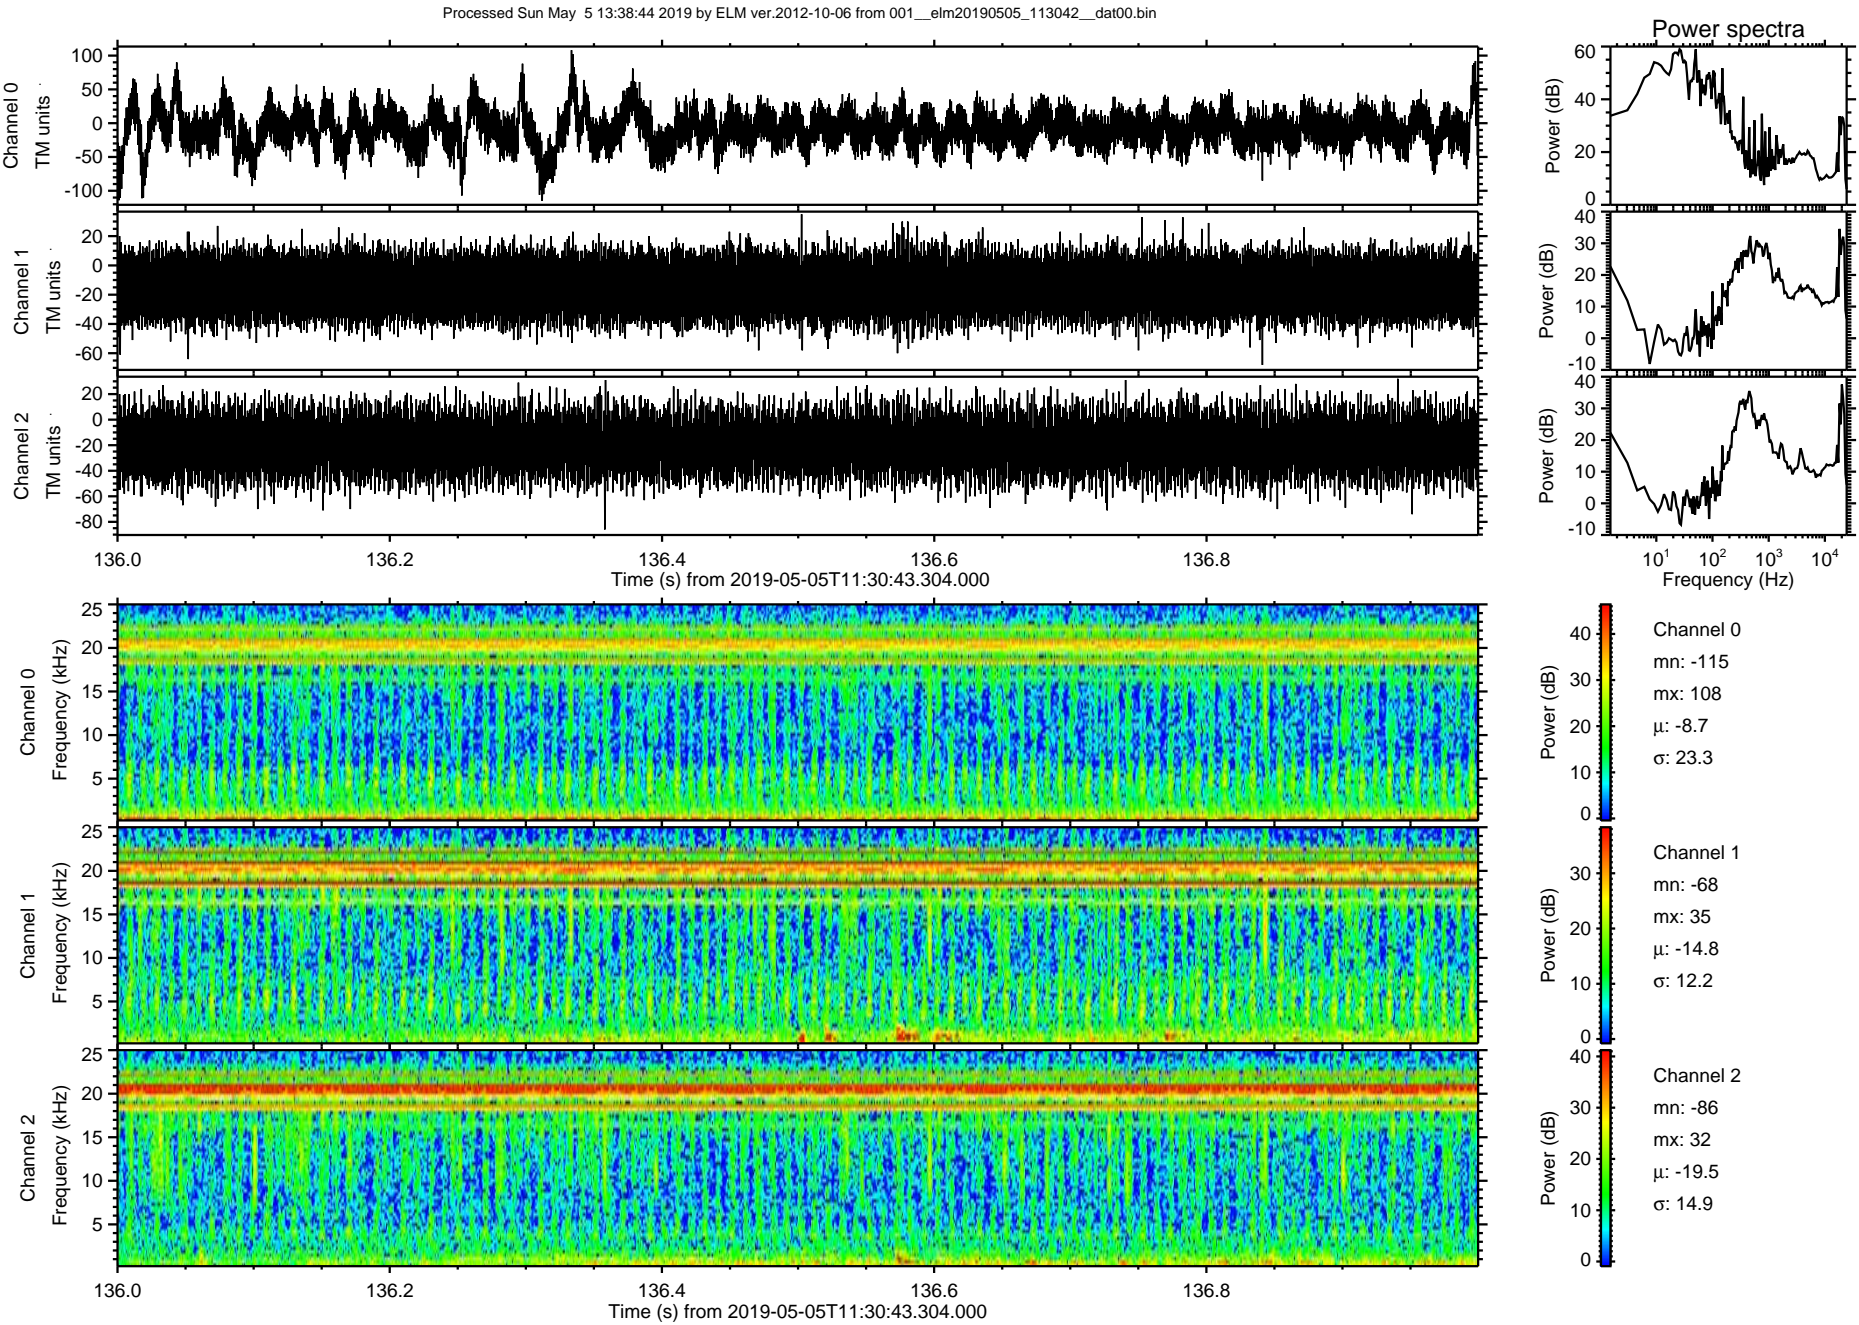 Processed Sun May  5 13:38:44 2019 by ELM ver.2012-10-06 from 001__elm20190505_113042__dat00.bin
Power spectra
Channel 0
TM units
100
50
0
-50
-100
Power (dB)
60
40
20
0
Channel 1
TM units
20
0
-20
-40
-60
Power (dB)
40
30
20
10
0
-10
Channel 2
TM units
20
0
-20
-40
-60
-80
Power (dB)
40
30
20
10
0
-10
136.0 136.2 136.4 136.6 136.8
Time (s) from 2019-05-05T11:30:43.304.000
10¹ 10² 10³ 10⁴
Frequency (Hz)
Channel 0
Frequency (kHz)
25
20
15
10
5
Power (dB)
40
30
20
10
0
Channel 0
mn: -115
mx: 108
μ: -8.7
σ: 23.3
Channel 1
Frequency (kHz)
25
20
15
10
5
Power (dB)
30
20
10
0
Channel 1
mn: -68
mx: 35
μ: -14.8
σ: 12.2
Channel 2
Frequency (kHz)
25
20
15
10
5
Power (dB)
40
30
20
10
0
Channel 2
mn: -86
mx: 32
μ: -19.5
σ: 14.9
136.0 136.2 136.4 136.6 136.8
Time (s) from 2019-05-05T11:30:43.304.000